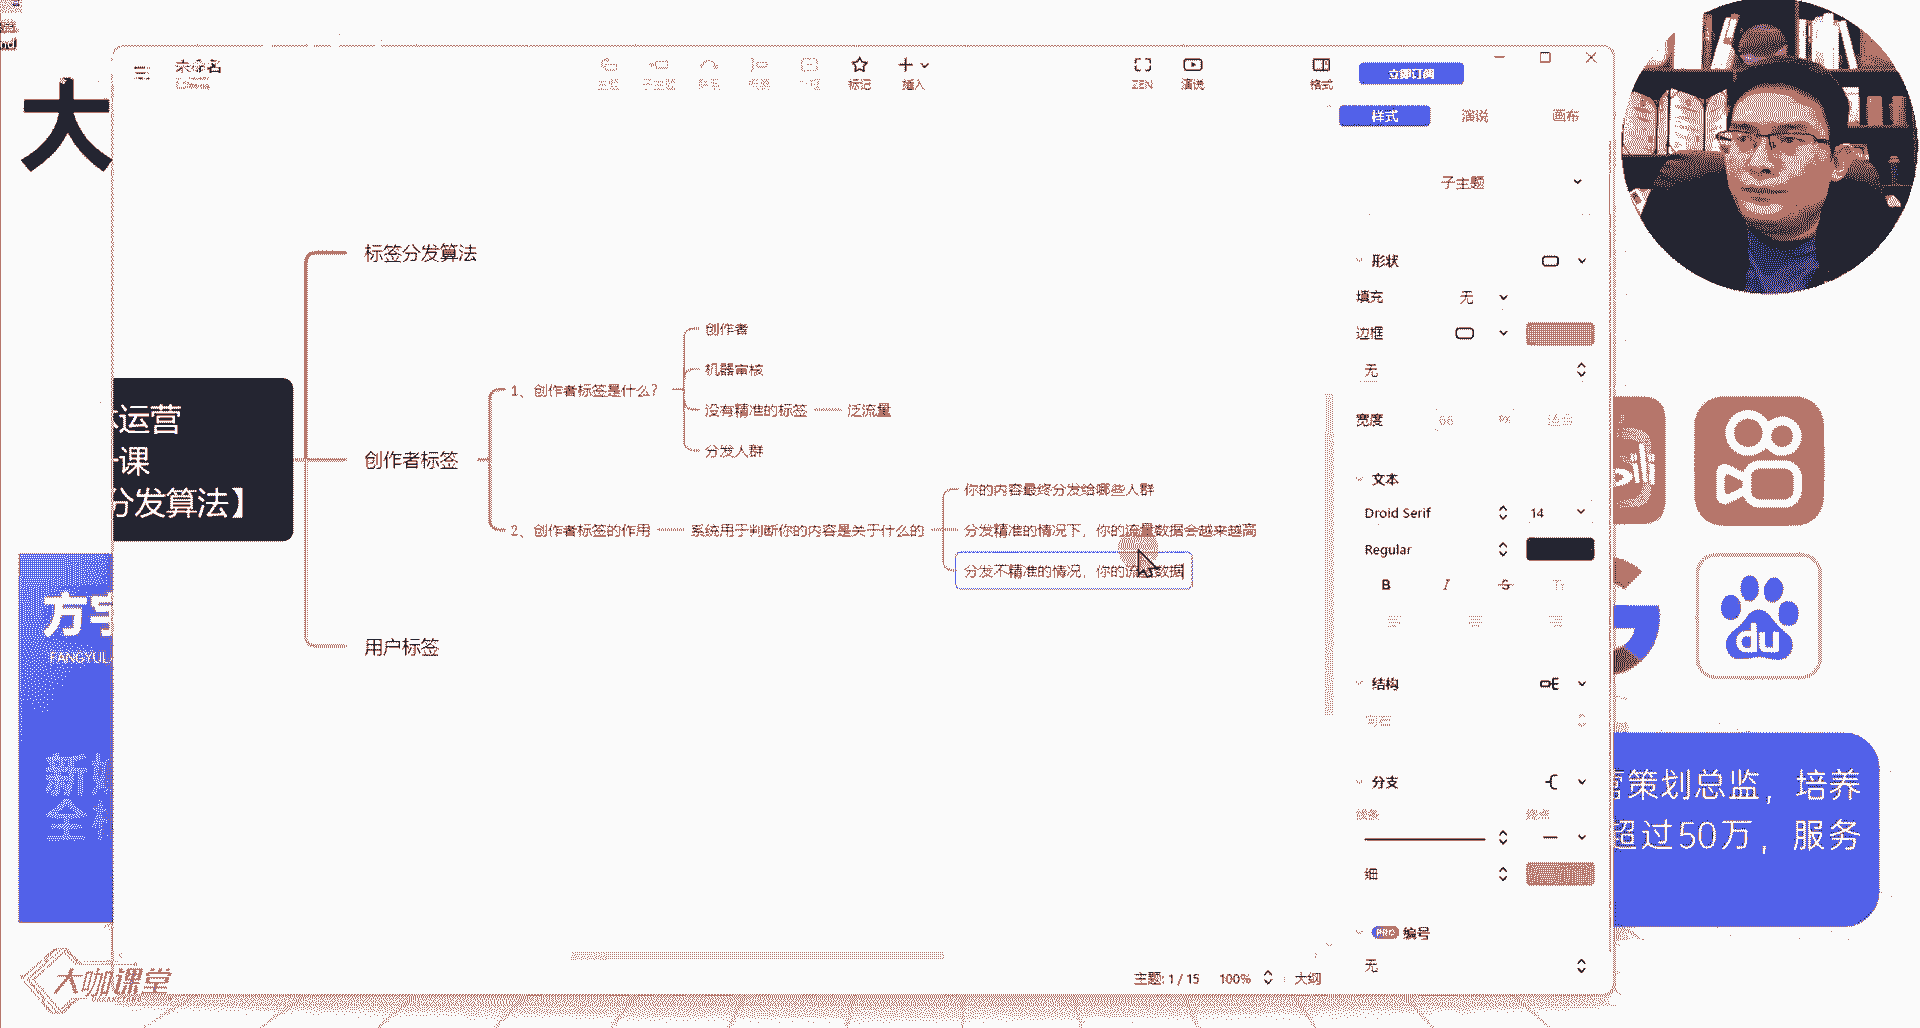 大
未命名
标记
插入
ZEN
演说
格式
立即订阅
样式
演说
画布
子主题
形状
填充
无
边框
无
宽度
66
文本
Droid Serif
14
Regular
B
I
S
结构
分支
细
PRO 编号
无
运营
课
分发算法】
标签分发算法
创作者标签
用户标签
1、创作者标签是什么？
创作者
机器审核
没有精准的标签
泛流量
分发人群
2、创作者标签的作用
系统用于判断你的内容是关于什么的
你的内容最终分发给哪些人群
分发精准的情况下，你的流量数据会越来越高
分发不精准的情况，你的流量数据
主题: 1 / 15
100%
大纲
方宇
FANGYUL
新
全
大咖课堂
du
策划总监，培养
超过50万，服务